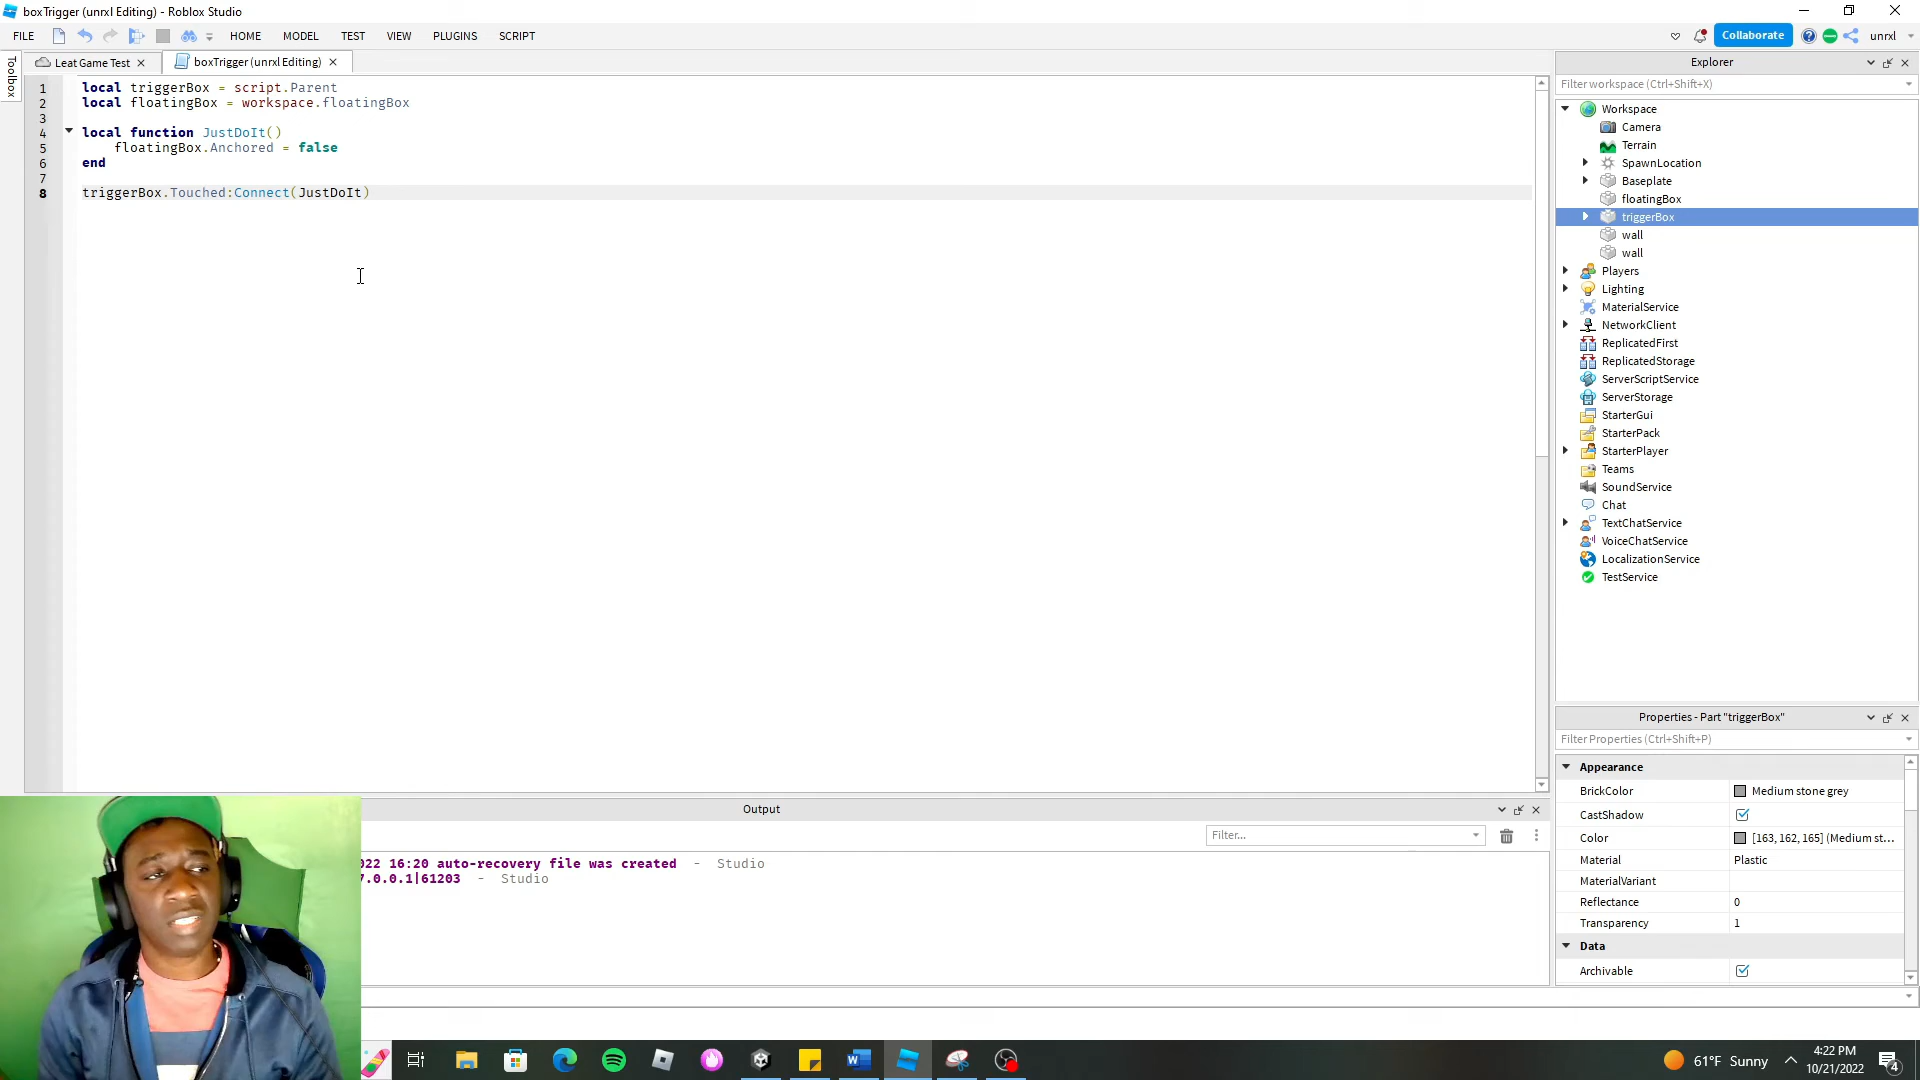 boxTrigger (unrxl Editing) - Roblox Studio
FILE HOME MODEL TEST VIEW PLUGINS SCRIPT Collaborate unrxl
Toolbox
Leat Game Test
boxTrigger (unrxl Editing)
1 local triggerBox = script.Parent
2 local floatingBox = workspace.floatingBox
3
4 local function JustDoIt()
5 floatingBox.Anchored = false
6 end
7
8 triggerBox.Touched:Connect(JustDoIt)
Explorer
Filter workspace (Ctrl+Shift+X)
Workspace
Camera
Terrain
SpawnLocation
Baseplate
floatingBox
triggerBox
wall
wall
Players
Lighting
MaterialService
NetworkClient
ReplicatedFirst
ReplicatedStorage
ServerScriptService
ServerStorage
StarterGui
StarterPack
StarterPlayer
Teams
SoundService
Chat
TextChatService
VoiceChatService
LocalizationService
TestService
Properties - Part "triggerBox"
Filter Properties (Ctrl+Shift+P)
Appearance
BrickColor Medium stone grey
CastShadow
Color [163, 162, 165] (Medium st...
Material Plastic
MaterialVariant
Reflectance 0
Transparency 1
Data
Archivable
Output
Filter...
022 16:20 auto-recovery file was created - Studio
7.0.0.1|61203 - Studio
61°F Sunny
4:22 PM
10/21/2022
4